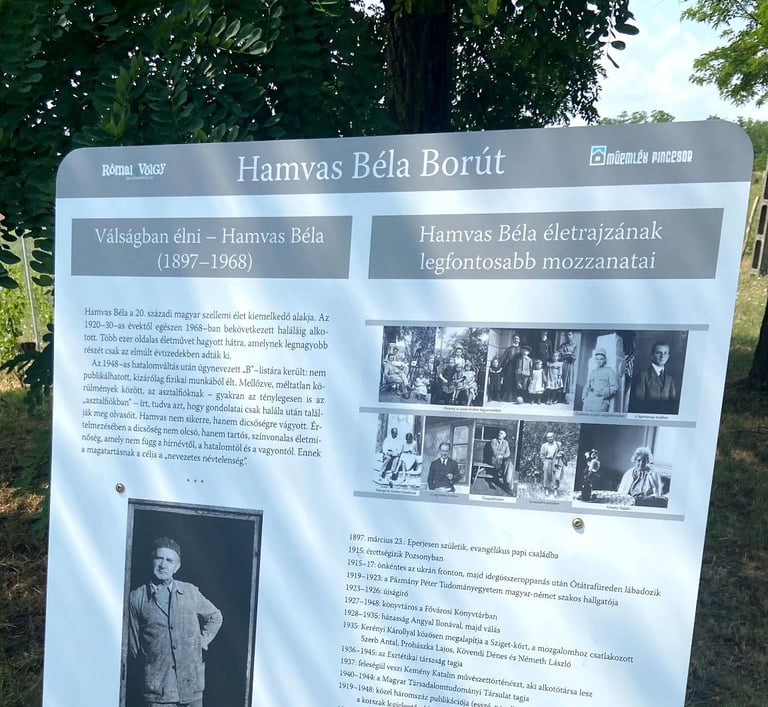 Római Völgy
Hamvas Béla Borút
MŰEMLÉK PINCESOR
Válságban élni – Hamvas Béla
(1897–1968)
Hamvas Béla a 20. századi magyar szellemi élet kiemelkedő alakja. Az
1920–30–as évektől egészen 1968–ban bekövetkezett haláláig alko-
tott. Több ezer oldalas életművet hagyott hátra, amelynek legnagyobb
részét csak az elmúlt évtizedekben adták ki.
Az 1948–as hatalomváltás után úgynevezett „B”–listára került: nem
publikálhatott, kizárólag fizikai munkából élt. Mellőzve, méltatlan kö-
rülmények között, az asztalfióknak – gyakran az ténylegesen is az
„asztalfiókban” – írt, tudva azt, hogy gondolatai csak halála után talál-
ják meg olvasóit. Hamvas nem sikerre, hanem dicsőségre vágyott. Ér-
telmezésében a dicsőség nem olcsó, hanem tartós, színvonalas életmi-
nőség, amely nem függ a hírnévtől, a hatalomtól és a vagyontól. Ennek
a magatartásnak a célja a „nevezetes névtelenség”.
* * *
Hamvas Béla életrajzának
legfontosabb mozzanatai
1897. március 23.: Eperjesen születik, evangélikus papi családba
1915: érettségizik Pozsonyban
1915–17: önkéntes az ukrán fronton, majd idegösszeroppanás után Ótátrafüreden lábadozik
1919–1923: a Pázmány Péter Tudományegyetem magyar-német szakos hallgatója
1923–1926: újságíró
1927–1948: könyvtáros a Fővárosi Könyvtárban
1928–1935: házasság Angyal Ilonával, majd válás
1935: Kerényi Károllyal közösen megalapítja a Sziget-kört, a mozgalomhoz csatlakozott
Szerb Antal, Prohászka Lajos, Kövendi Dénes és Németh László
1936–1945: az Esztétikai társaság tagja
1937: feleségül veszi Kemény Katalin művészettörténészt, aki alkotótársa lesz
1940–1944: a Magyar Társadalomtudományi Társulat tagja
1919–1948: közel háromszáz publikációja
a korszak